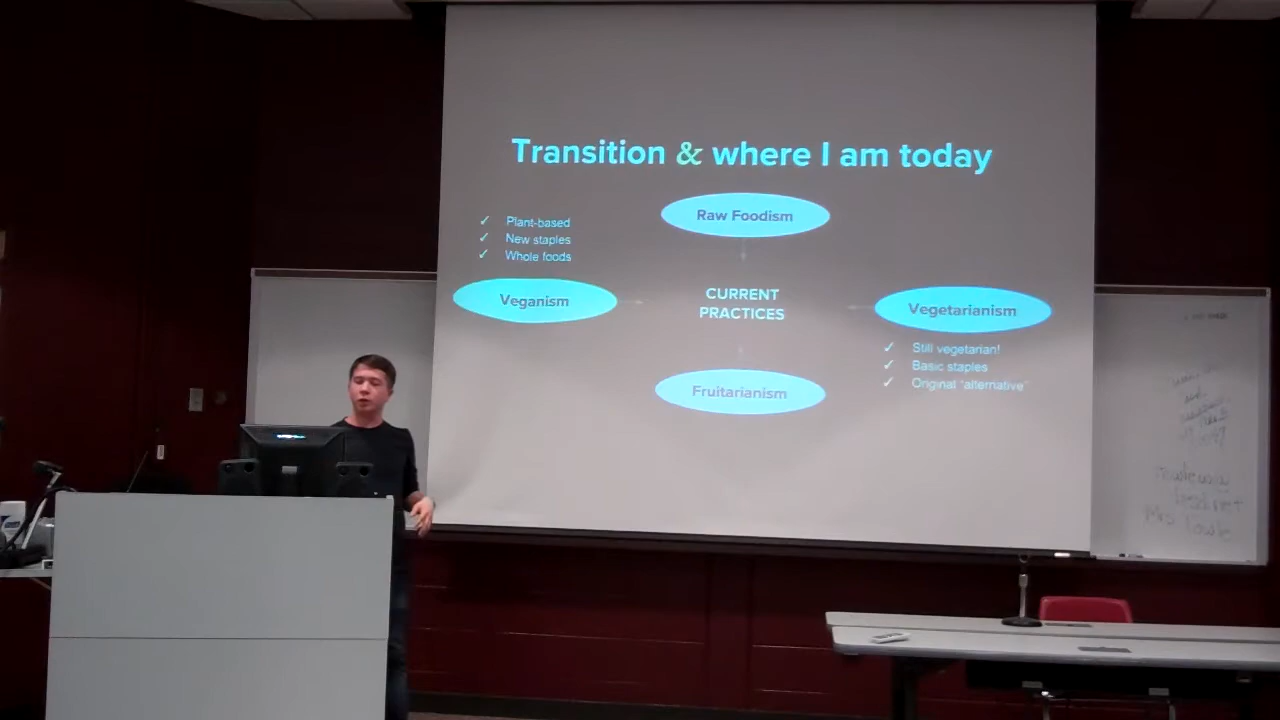 Transition & where I am today
Raw Foodism
✓ Plant-based
✓ New staples
✓ Whole foods
Veganism
CURRENT
PRACTICES
Vegetarianism
✓ Still vegetarian!
✓ Basic staples
✓ Original "alternative"
Fruitarianism